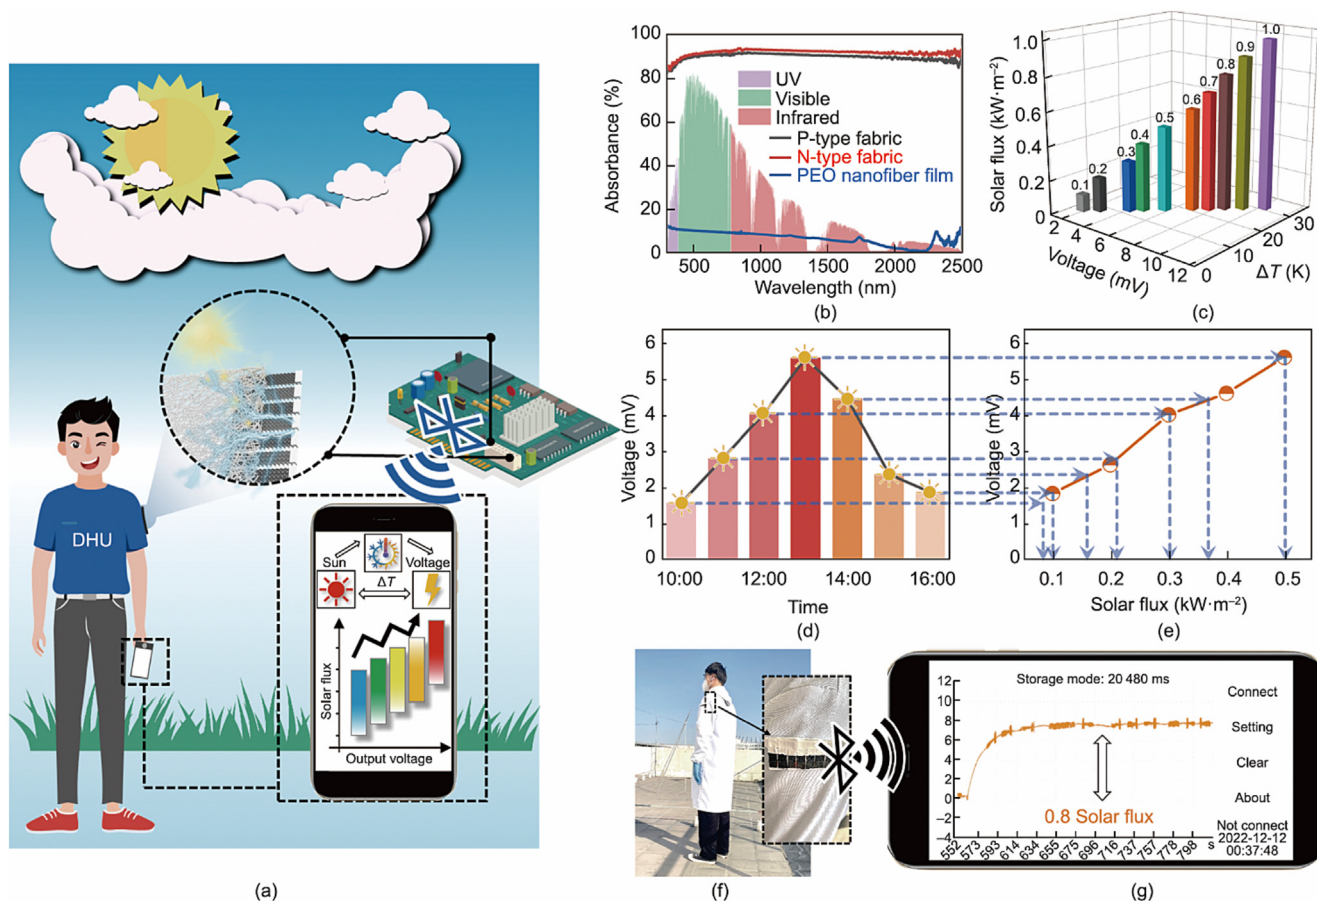 DHU
Sun
Voltage
ΔT
Solar flux
Output voltage
(a)
100
80
60
40
20
0
Absorbance (%)
UV
Visible
Infrared
P-type fabric
N-type fabric
PEO nanofiber film
500
1000
1500
2000
2500
Wavelength (nm)
(b)
1.0
0.8
0.6
0.4
0.2
0
Solar flux (kW·m⁻²)
0.1
0.2
0.3
0.4
0.5
0.6
0.7
0.8
0.9
1.0
2
4
6
8
10
12
Voltage (mV)
0
10
20
30
ΔT (K)
(c)
6
5
4
3
2
1
0
Voltage (mV)
10:00
12:00
14:00
16:00
Time
(d)
6
5
4
3
2
1
0
Voltage (mV)
0.1
0.2
0.3
0.4
0.5
Solar flux (kW·m⁻²)
(e)
(f)
12
10
8
6
4
2
0
−2
−4
Storage mode: 20 480 ms
0.8 Solar flux
552
573
593
614
634
655
675
696
716
737
757
778
798
s
Connect
Setting
Clear
About
Not connect
2022-12-12
00:37:48
(g)